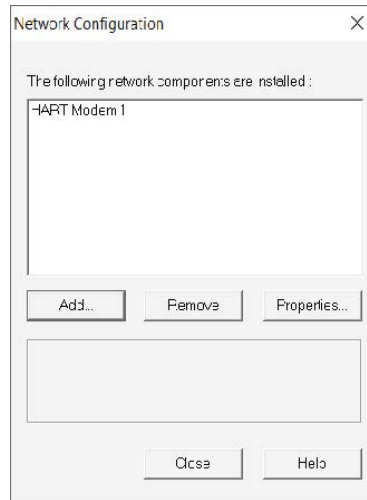 Network Configuration
The following network components are installed :
HART Modem 1
Add...
Remove
Properties...
Close
Help